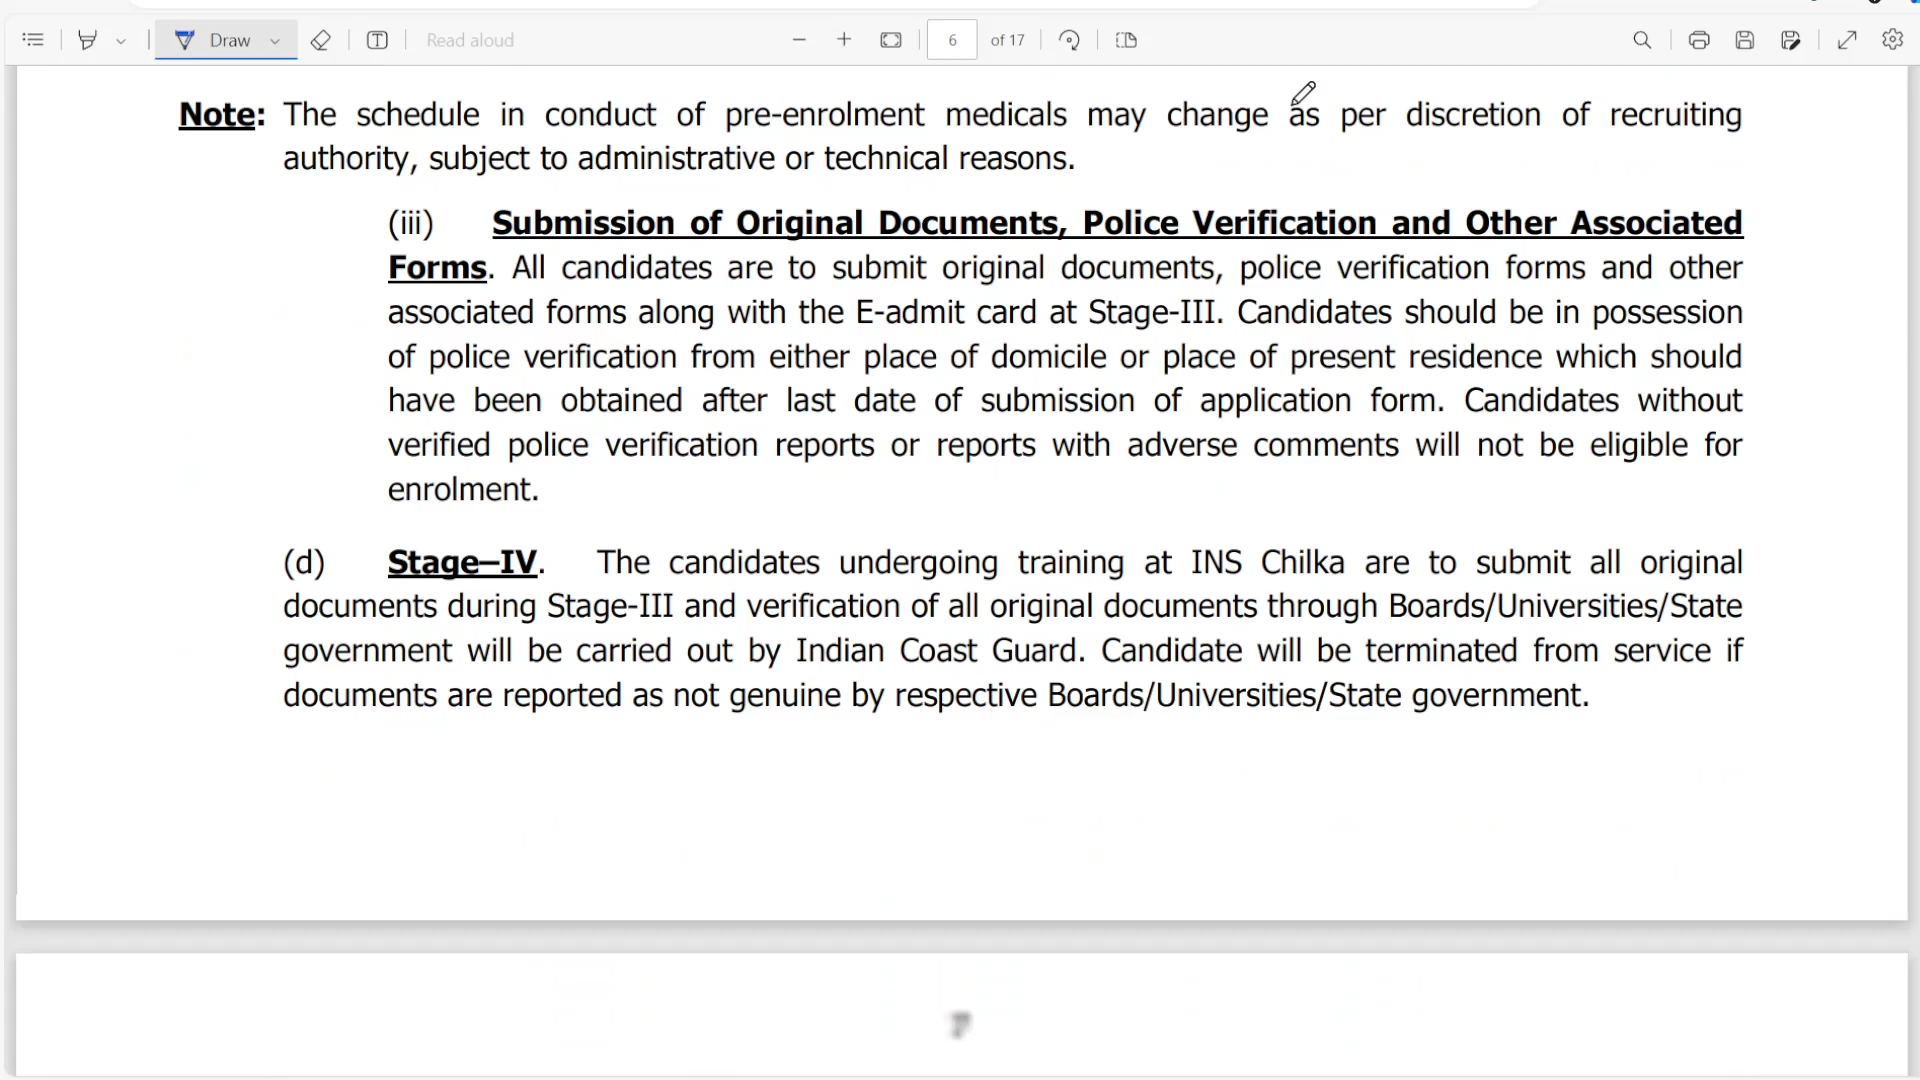 Draw
Read aloud
6 of 17
Note: The schedule in conduct of pre-enrolment medicals may change as per discretion of recruiting
authority, subject to administrative or technical reasons.
(iii) Submission of Original Documents, Police Verification and Other Associated
Forms. All candidates are to submit original documents, police verification forms and other
associated forms along with the E-admit card at Stage-III. Candidates should be in possession
of police verification from either place of domicile or place of present residence which should
have been obtained after last date of submission of application form. Candidates without
verified police verification reports or reports with adverse comments will not be eligible for
enrolment.
(d) Stage–IV. The candidates undergoing training at INS Chilka are to submit all original
documents during Stage-III and verification of all original documents through Boards/Universities/State
government will be carried out by Indian Coast Guard. Candidate will be terminated from service if
documents are reported as not genuine by respective Boards/Universities/State government.
7